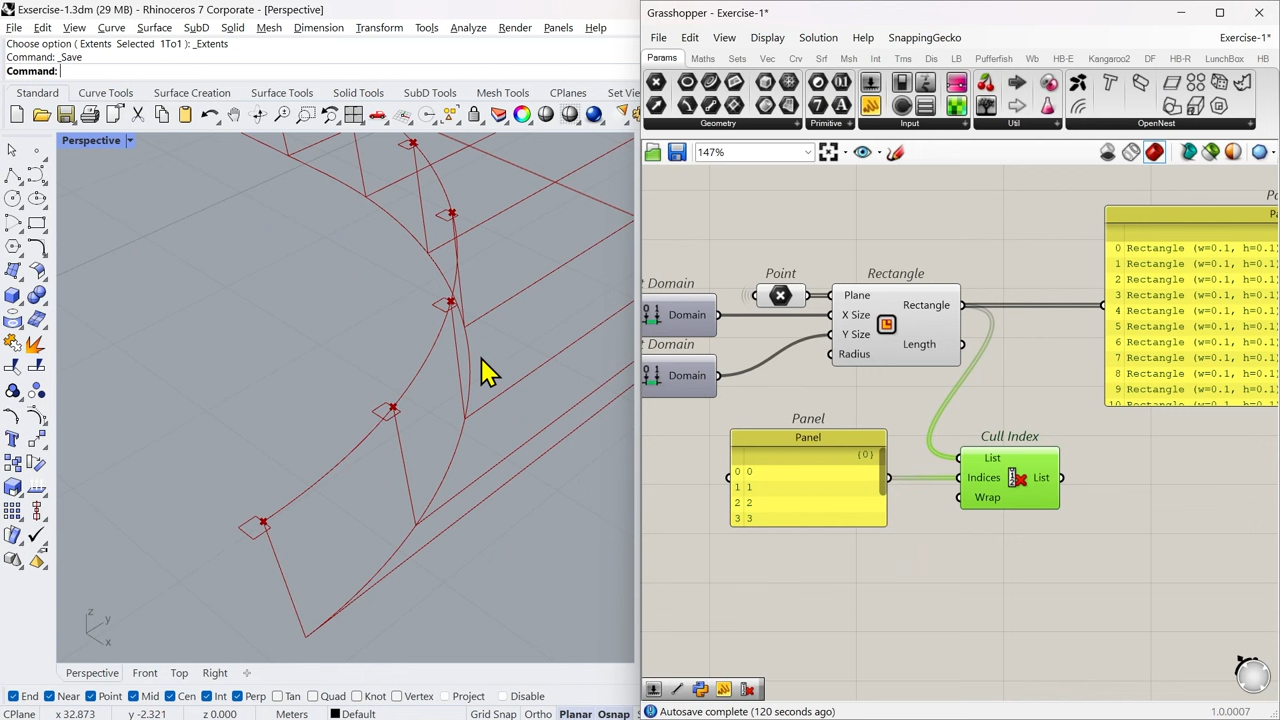 Exsercise-1.3dm (29 MB) - Rhinoceros 7 Corporate - [Perspective]
File Edit View Curve Surface SubD Solid Mesh Dimension Transform Tools Analyze Render Panels Help
Choose option ( Extents Selected 1To1 ): _Extents
Command: _Save
Command:
Standard Curve Tools Surface Creation Surface Tools Solid Tools SubD Tools Mesh Tools CPlanes Set Vie
Perspective
z
y
x
Perspective Front Top Right
End Near Point Mid Cen Int Perp Tan Quad Knot Vertex Project Disable
CPlane x 32.873 y -2.321 z 0.000 Meters Default Grid Snap Ortho Planar Osnap
Grasshopper - Exercise-1*
File Edit View Display Solution Help SnappingGecko Exercise-1*
Params Maths Sets Vec Crv Srf Msh Int Trns Dis LB HB-E Pufferfish Kangaroo2 DF HB-R LunchBox HB
Geometry Primitive Input Util OpenNest
147%
t Domain
Domain
t Domain
Domain
Point
Rectangle
Plane
X Size
Y Size
Radius
Rectangle
Length
0 Rectangle (w=0.1, h=0.1)
1 Rectangle (w=0.1, h=0.1)
2 Rectangle (w=0.1, h=0.1)
3 Rectangle (w=0.1, h=0.1)
4 Rectangle (w=0.1, h=0.1)
5 Rectangle (w=0.1, h=0.1)
6 Rectangle (w=0.1, h=0.1)
7 Rectangle (w=0.1, h=0.1)
8 Rectangle (w=0.1, h=0.1)
9 Rectangle (w=0.1, h=0.1)
Panel
Panel
{0}
0 0
1 1
2 2
3 3
Cull Index
List
Indices
Wrap
List
Autosave complete (120 seconds ago)
1.0.0007